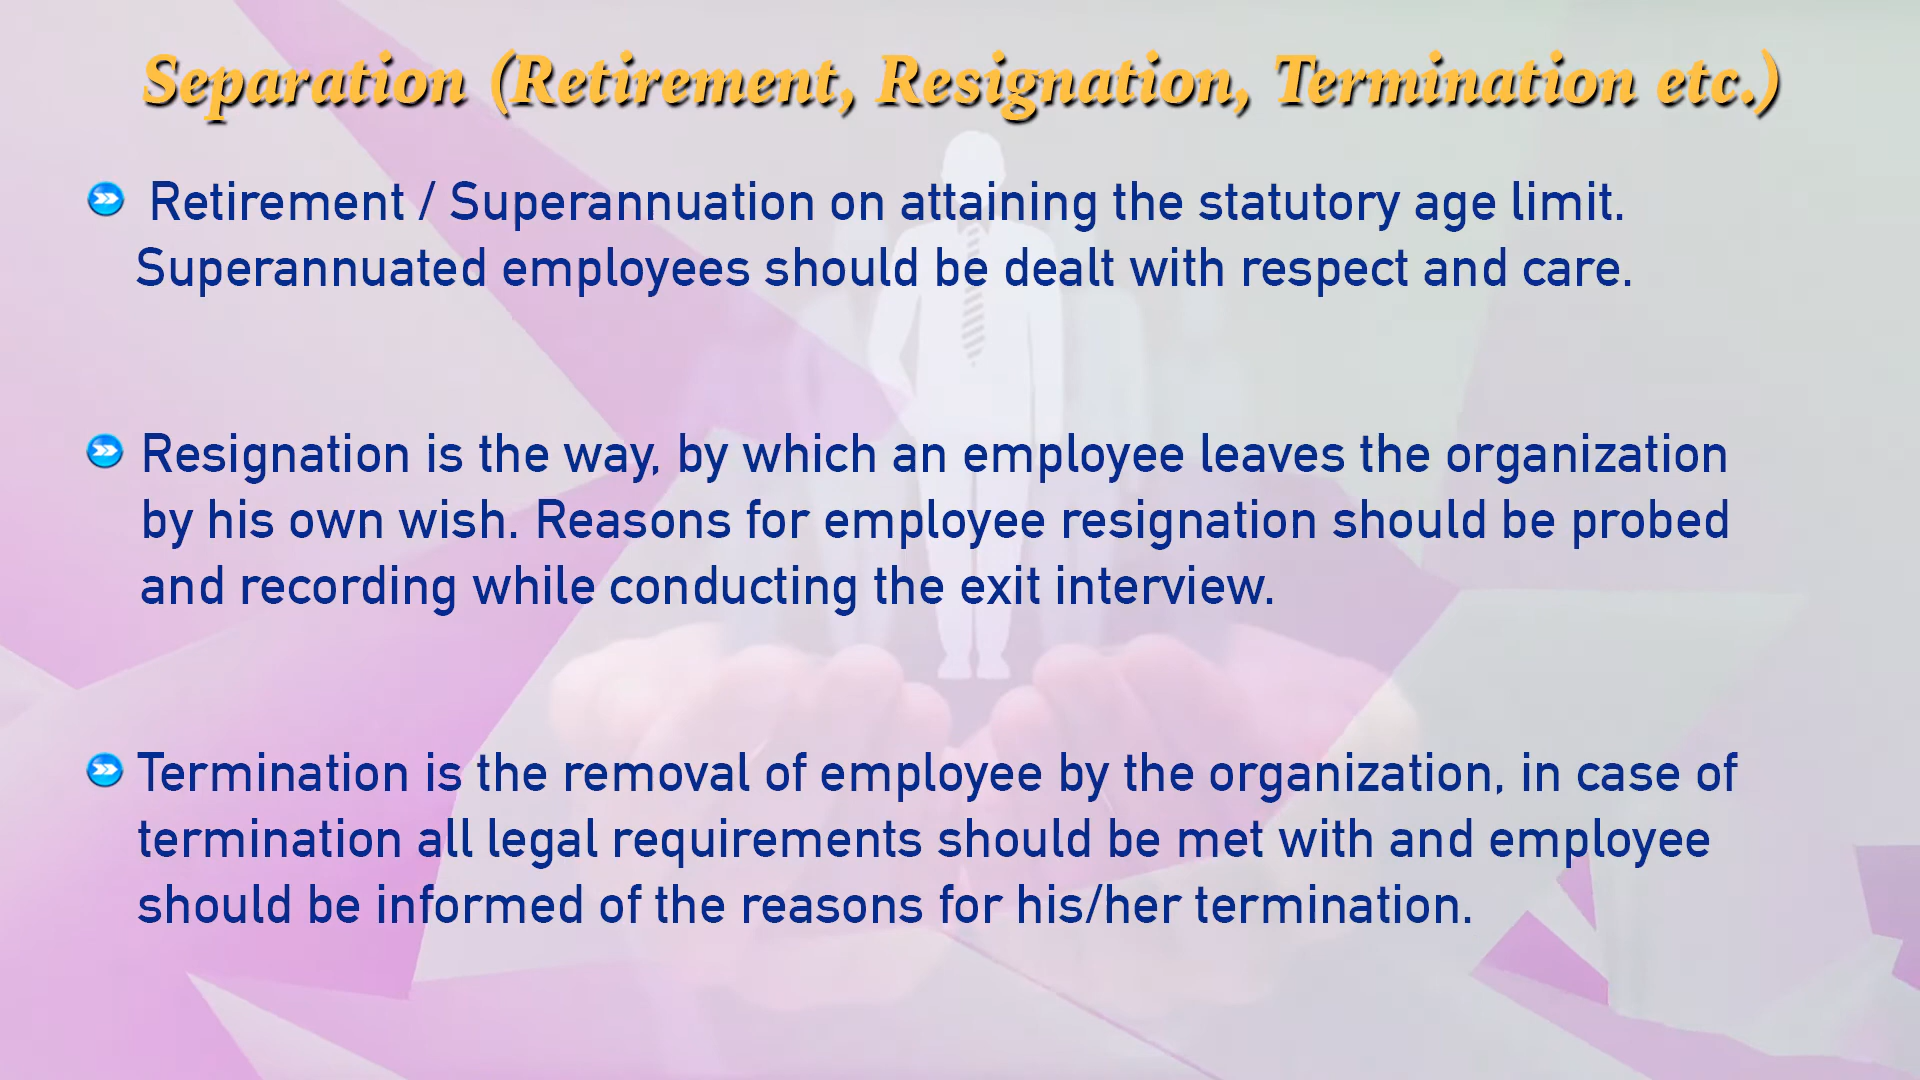 Separation (Retirement, Resignation, Termination etc.)
Retirement / Superannuation on attaining the statutory age limit.
Superannuated employees should be dealt with respect and care.
Resignation is the way, by which an employee leaves the organization
by his own wish. Reasons for employee resignation should be probed
and recording while conducting the exit interview.
Termination is the removal of employee by the organization, in case of
termination all legal requirements should be met with and employee
should be informed of the reasons for his/her termination.